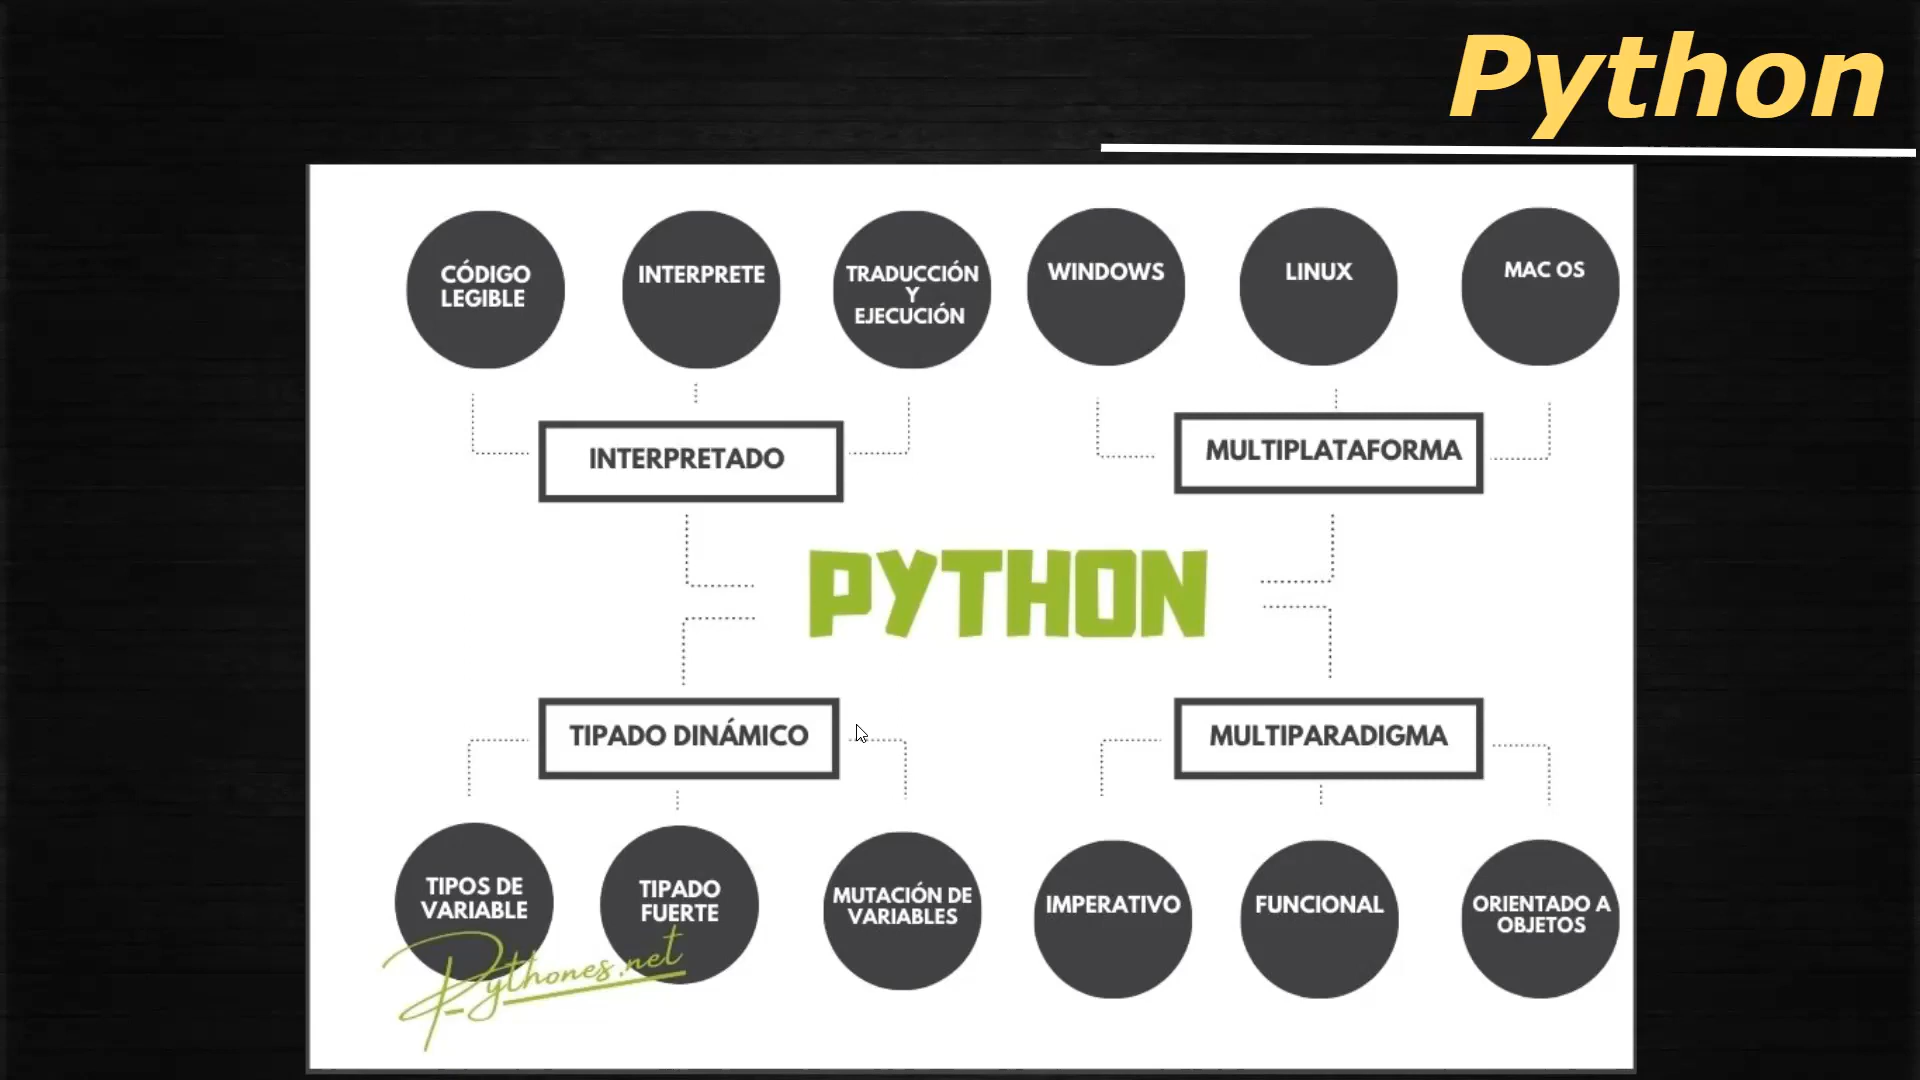 Python
CÓDIGO
LEGIBLE
INTERPRETE
TRADUCCIÓN
Y
EJECUCIÓN
WINDOWS
LINUX
MAC OS
INTERPRETADO
MULTIPLATAFORMA
PYTHON
TIPADO DINÁMICO
MULTIPARADIGMA
TIPOS DE
VARIABLE
TIPADO
FUERTE
MUTACIÓN DE
VARIABLES
IMPERATIVO
FUNCIONAL
ORIENTADO A
OBJETOS
Pythones.net